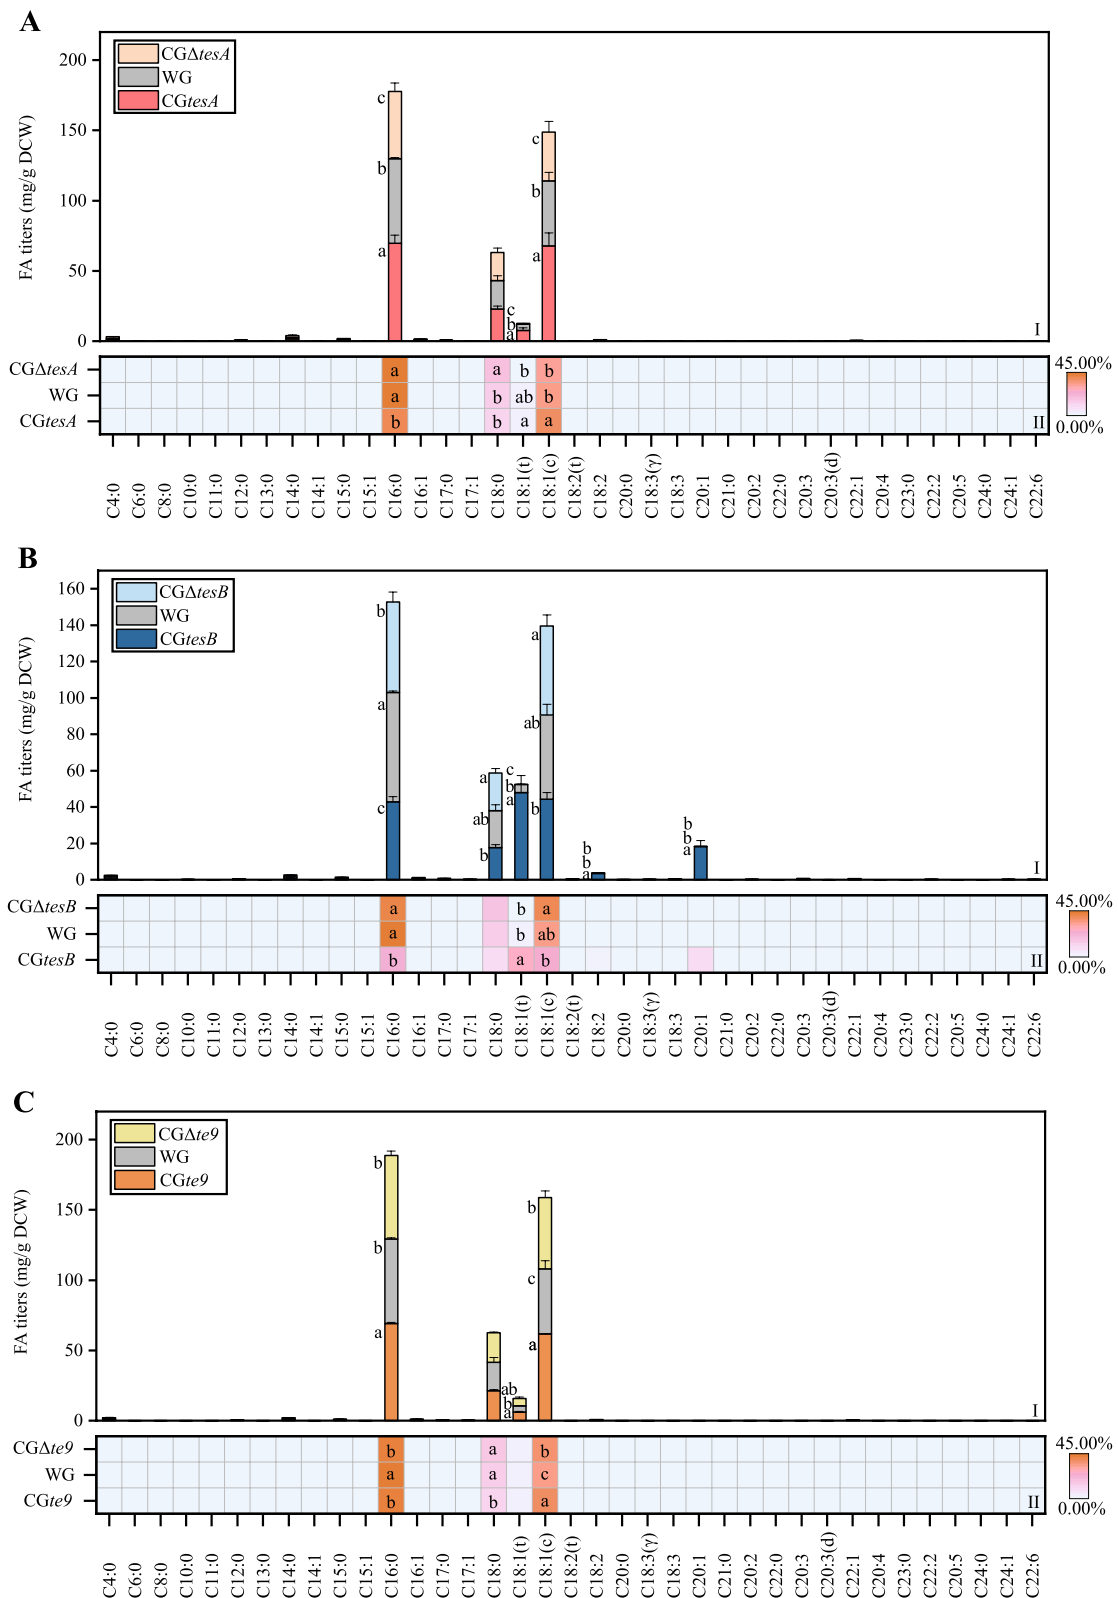 A
CGΔtesA
WG
CGtesA
FA titers (mg/g DCW)
200
150
100
50
0
c
b
a
c
b
a
c
b
a
I
CGΔtesA
WG
CGtesA
a
a
b
a
b
b
b
ab
a
b
b
a
II
45.00%
0.00%
C4:0
C6:0
C8:0
C10:0
C11:0
C12:0
C13:0
C14:0
C14:1
C15:0
C15:1
C16:0
C16:1
C17:0
C17:1
C18:0
C18:1(t)
C18:1(c)
C18:2(t)
C18:2
C20:0
C18:3(γ)
C18:3
C20:1
C21:0
C20:2
C22:0
C20:3
C20:3(d)
C22:1
C20:4
C23:0
C22:2
C20:5
C24:0
C24:1
C22:6
B
CGΔtesB
WG
CGtesB
FA titers (mg/g DCW)
160
140
120
100
80
60
40
20
0
b
a
c
a
ab
b
c
b
a
a
ab
b
b
b
a
b
b
a
I
CGΔtesB
WG
CGtesB
a
a
b
b
b
a
a
ab
b
II
45.00%
0.00%
C4:0
C6:0
C8:0
C10:0
C11:0
C12:0
C13:0
C14:0
C14:1
C15:0
C15:1
C16:0
C16:1
C17:0
C17:1
C18:0
C18:1(t)
C18:1(c)
C18:2(t)
C18:2
C20:0
C18:3(γ)
C18:3
C20:1
C21:0
C20:2
C22:0
C20:3
C20:3(d)
C22:1
C20:4
C23:0
C22:2
C20:5
C24:0
C24:1
C22:6
C
CGΔte9
WG
CGte9
FA titers (mg/g DCW)
200
150
100
50
0
b
b
a
ab
b
a
b
c
a
I
CGΔte9
WG
CGte9
b
a
b
a
a
b
b
c
a
II
45.00%
0.00%
C4:0
C6:0
C8:0
C10:0
C11:0
C12:0
C13:0
C14:0
C14:1
C15:0
C15:1
C16:0
C16:1
C17:0
C17:1
C18:0
C18:1(t)
C18:1(c)
C18:2(t)
C18:2
C20:0
C18:3(γ)
C18:3
C20:1
C21:0
C20:2
C22:0
C20:3
C20:3(d)
C22:1
C20:4
C23:0
C22:2
C20:5
C24:0
C24:1
C22:6